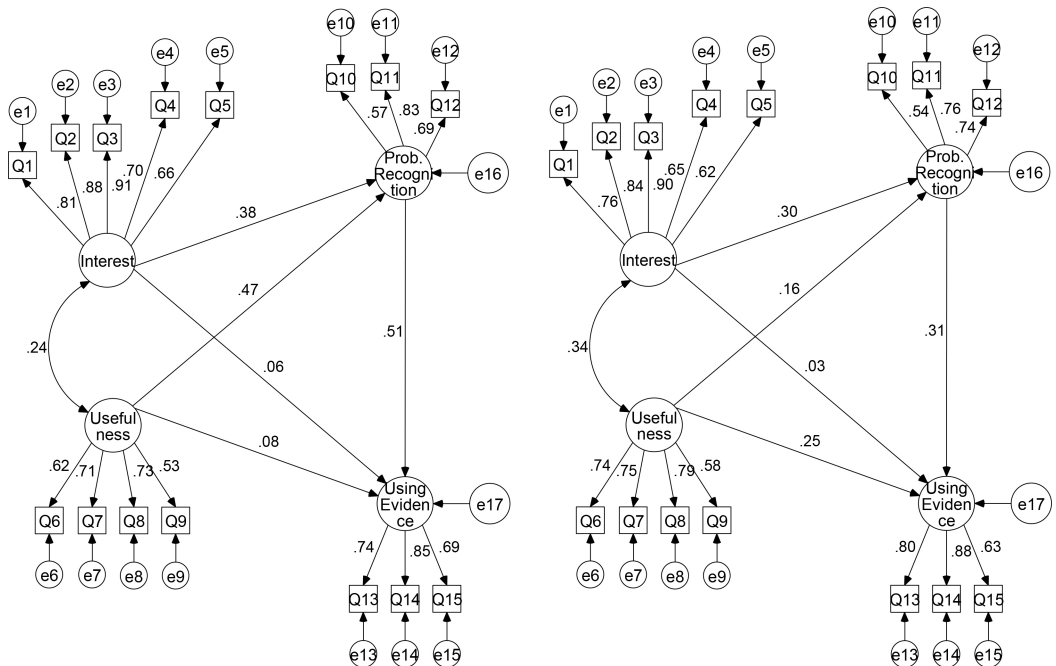 e10
e11
e12
e4
e5
e2
e3
e1
Q10
Q11
Q12
Q4
Q5
Q2
Q3
Q1
.57
.83
.69
.81
.88
.91
.70
.66
Prob.
Recogni
tion
e16
.38
Interest
.47
.24
.51
.06
Useful
ness
.08
.62
.71
.73
.53
Using
Eviden
ce
e17
Q6
Q7
Q8
Q9
e6
e7
e8
e9
.74
.85
.69
Q13
Q14
Q15
e13
e14
e15
e10
e11
e12
e4
e5
e2
e3
e1
Q10
Q11
Q12
Q4
Q5
Q2
Q3
Q1
.54
.76
.74
.76
.84
.90
.65
.62
Prob.
Recogni
tion
e16
.30
Interest
.16
.34
.31
.03
Useful
ness
.25
.74
.75
.79
.58
Using
Eviden
ce
e17
Q6
Q7
Q8
Q9
e6
e7
e8
e9
.80
.88
.63
Q13
Q14
Q15
e13
e14
e15